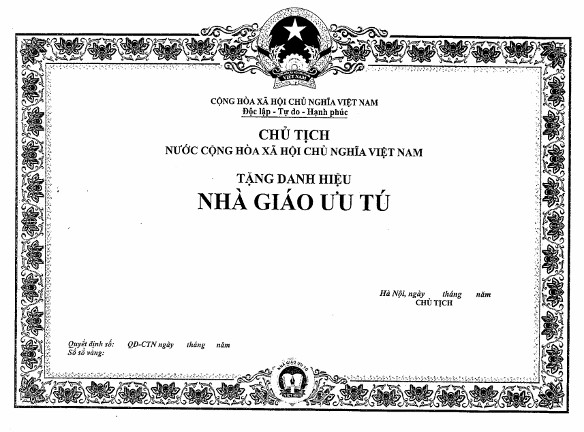 VIỆT NAM
CỘNG HÒA XÃ HỘI CHỦ NGHĨA VIỆT NAM
Độc lập - Tự do - Hạnh phúc
CHỦ TỊCH
NƯỚC CỘNG HÒA XÃ HỘI CHỦ NGHĨA VIỆT NAM
TẶNG DANH HIỆU
NHÀ GIÁO ƯU TÚ
Hà Nội, ngày tháng năm
CHỦ TỊCH
Quyết định số: QĐ-CTN ngày tháng năm
Số sổ vàng: